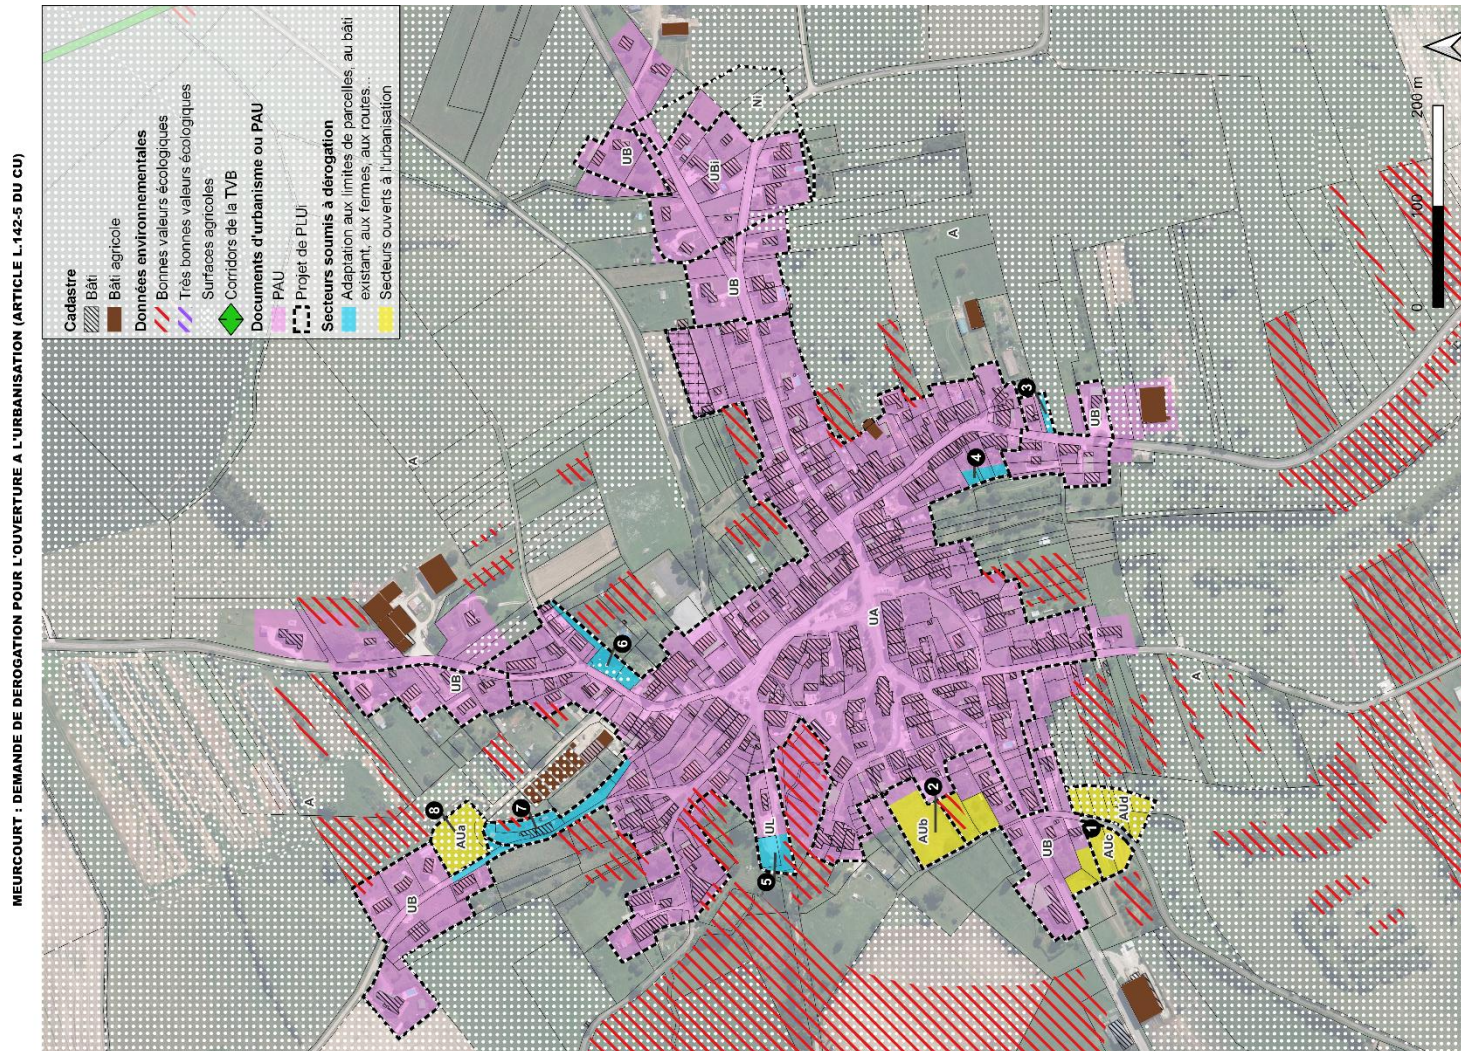 MEURCOURT : DEMANDE DE DEROGATION POUR L'OUVERTURE A L'URBANISATION (ARTICLE L.142-5 DU CU)
Cadastre
Bâti
Bâti agricole
Données environnementales
Bonnes valeurs écologiques
Très bonnes valeurs écologiques
Surfaces agricoles
Corridors de la TVB
Documents d'urbanisme ou PAU
PAU
Projet de PLUi
Secteurs soumis à dérogation
Adaptation aux limites de parcelles, au bâti
existant, aux fermes, aux routes...
Secteurs ouverts à l'urbanisation
0
100
200 m
A
A
A
A
Ni
UB
UBi
UB
UB
UB
UB
UB
UA
UL
AUa
AUb
AUc
AUd
1
2
3
4
5
6
7
8